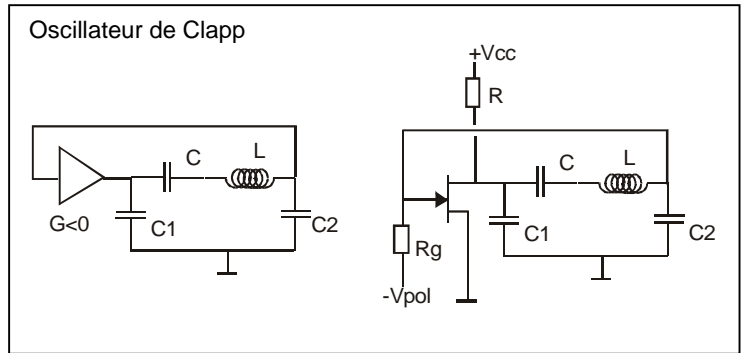 Oscillateur de Clapp
+Vcc
R
C
L
G<0
C1
C2
C
L
Rg
C1
C2
-Vpol